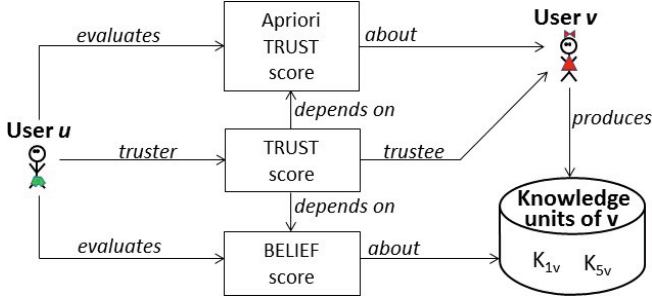 evaluates
Apriori
TRUST
score
about
User v
depends on
User u
truster
TRUST
score
trustee
produces
depends on
evaluates
BELIEF
score
about
Knowledge
units of v
K1v K5v